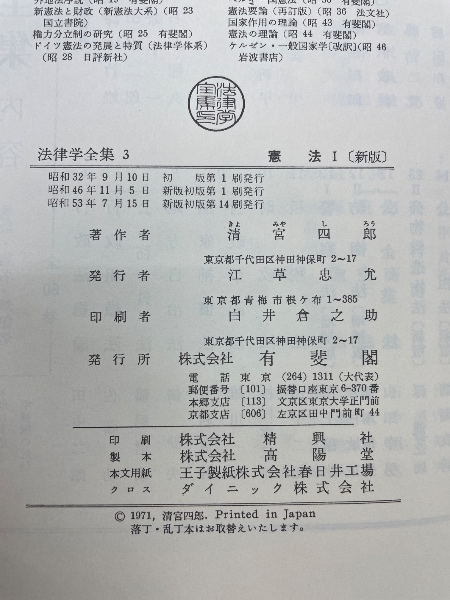 国立書院)
権力分立制の研究 (昭 25 有斐閣)
ドイツ憲法の発展と特質 (法律学体系)
(昭 28 日評新社)
憲法要論 (再訂版) (昭 36 法文社)
国家作用の理論 (昭 43 有斐閣)
憲法の理論 (昭 44 有斐閣)
ケルゼン・一般国家学[改訳] (昭 46
岩波書店)
法律学全集 3 憲法 I 〔新版〕
昭和32年9月10日 初版第1刷発行
昭和46年11月5日 新版初版第1刷発行
昭和53年7月15日 新版初版第14刷発行
きよ みや し ろう
著作者 清宮四郎
東京都千代田区神田神保町 2~17
発行者 江草忠允
東京都青梅市根ケ布 1~385
印刷者 白井倉之助
東京都千代田区神田神保町 2~17
発行所 株式会社 有斐閣
電話 東京 (264) 1311 (大代表)
郵便番号 [101] 振替口座東京 6-370番
本郷支店 [113] 文京区東京大学正門前
京都支店 [606] 左京区田中門前町 44
印刷 株式会社 精興社
製本 株式会社 高陽堂
本文用紙 王子製紙株式会社春日井工場
クロス ダイニック株式会社
© 1971, 清宮四郎. Printed in Japan
落丁・乱丁本はお取替えいたします。